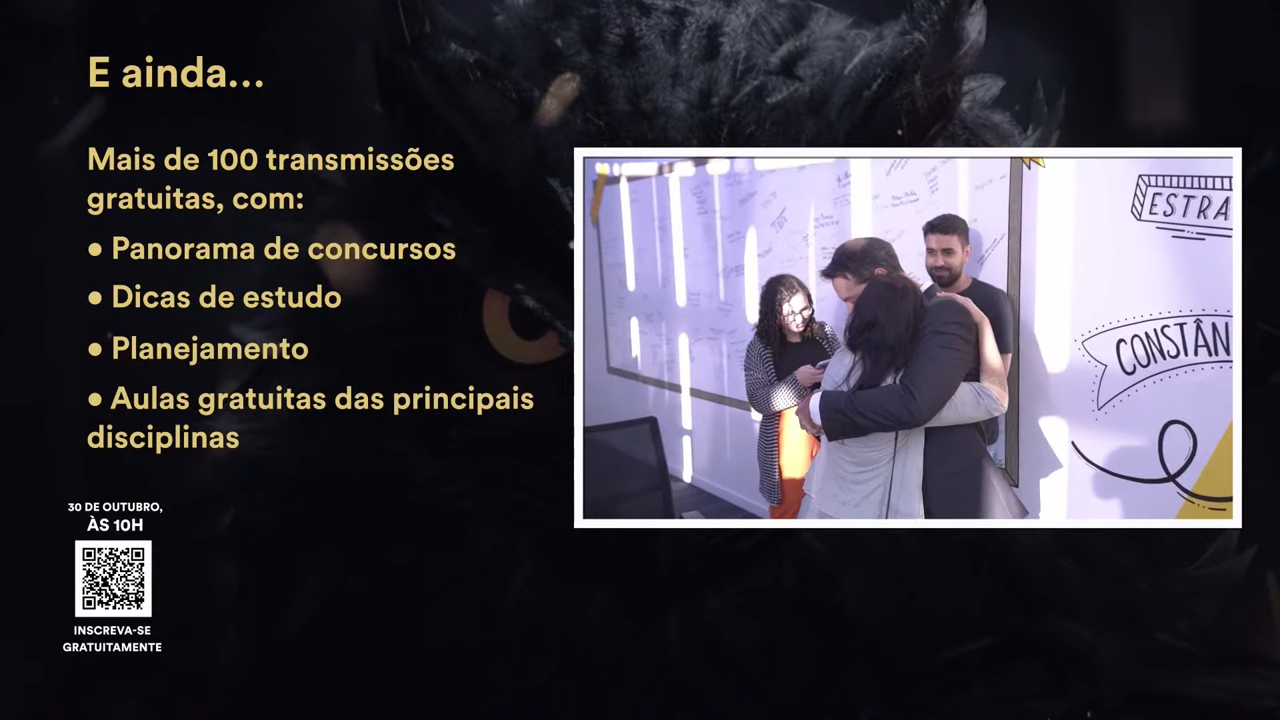 E ainda...
Mais de 100 transmissões
gratuitas, com:
• Panorama de concursos
• Dicas de estudo
• Planejamento
• Aulas gratuitas das principais
disciplinas
30 DE OUTUBRO,
ÀS 10H
INSCREVA-SE
GRATUITAMENTE
ESTRA
CONSTÂN